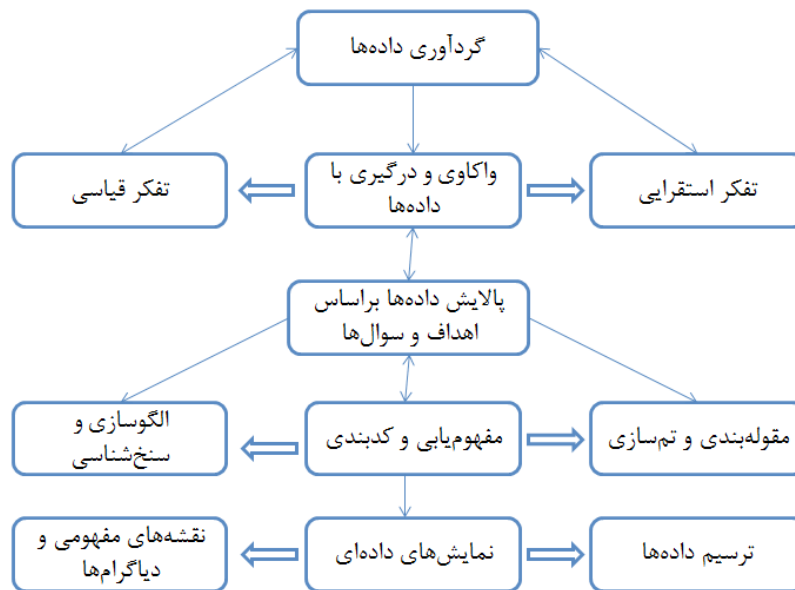 گردآوری داده‌ها
تفکر استقرایی
واکاوی و درگیری با
داده‌ها
تفکر قیاسی
پالایش داده‌ها براساس
اهداف و سوال‌ها
مقوله‌بندی و تم‌سازی
مفهوم‌یابی و کدبندی
الگوسازی و
سنخ‌شناسی
ترسیم داده‌ها
نمایش‌های داده‌ای
نقشه‌های مفهومی و
دیاگرام‌ها